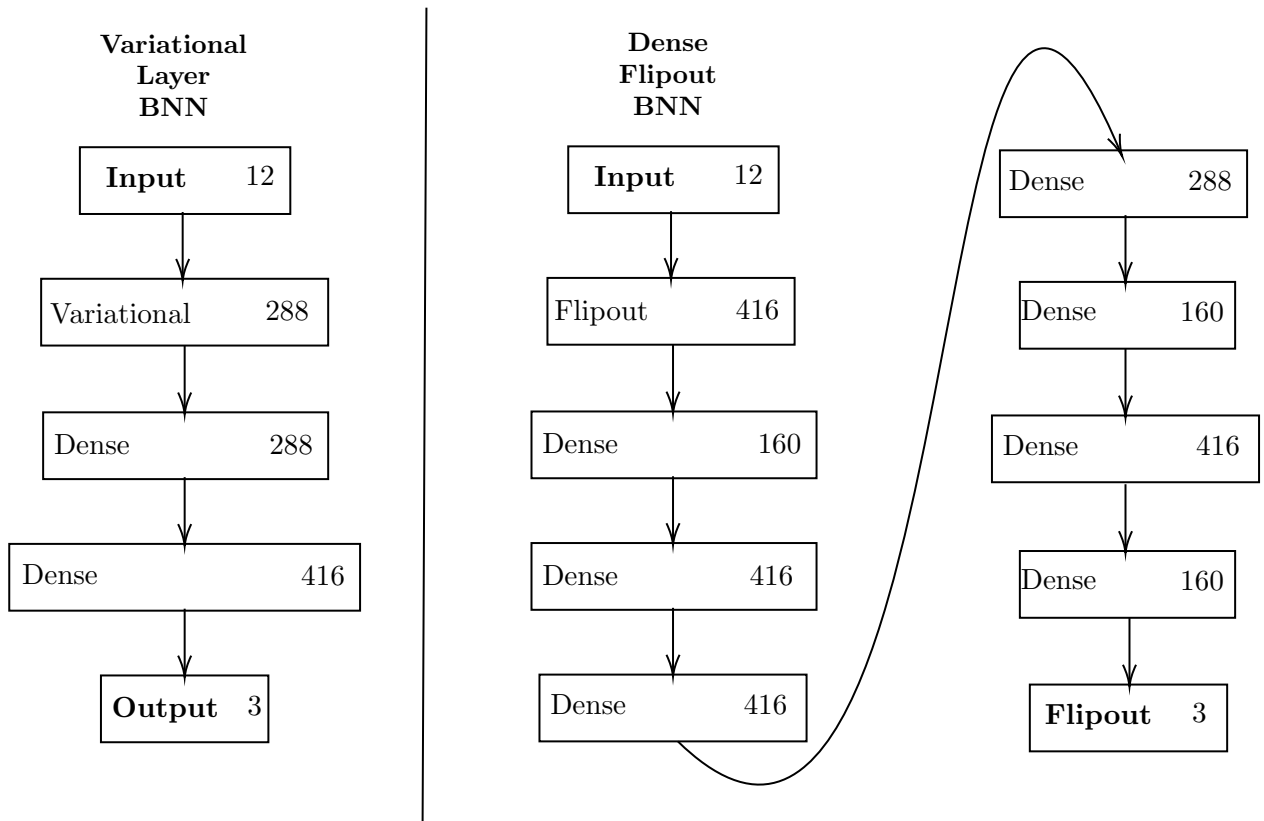 Variational
Layer
BNN
Input 12
Variational 288
Dense 288
Dense 416
Output 3
Dense
Flipout
BNN
Input 12
Flipout 416
Dense 160
Dense 416
Dense 416
Dense 288
Dense 160
Dense 416
Dense 160
Flipout 3